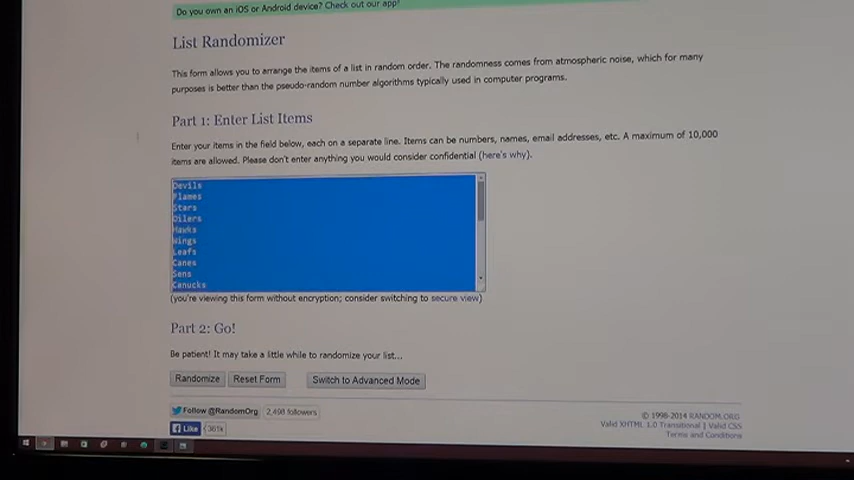 Do you own an iOS or Android device? Check out our app!
List Randomizer
This form allows you to arrange the items of a list in random order. The randomness comes from atmospheric noise, which for many
purposes is better than the pseudo-random number algorithms typically used in computer programs.
Part 1: Enter List Items
Enter your items in the field below, each on a separate line. Items can be numbers, names, email addresses, etc. A maximum of 10,000
items are allowed. Please don't enter anything you would consider confidential (here's why).
Devils
Flames
Stars
Oilers
Hawks
Wings
Leafs
Canes
Sens
Canucks
(you're viewing this form without encryption; consider switching to secure view)
Part 2: Go!
Be patient! It may take a little while to randomize your list...
Randomize Reset Form Switch to Advanced Mode
Follow @RandomOrg 2,498 followers
Like 361k
© 1998-2014 RANDOM.ORG
Valid XHTML 1.0 Transitional | Valid CSS
Terms and Conditions